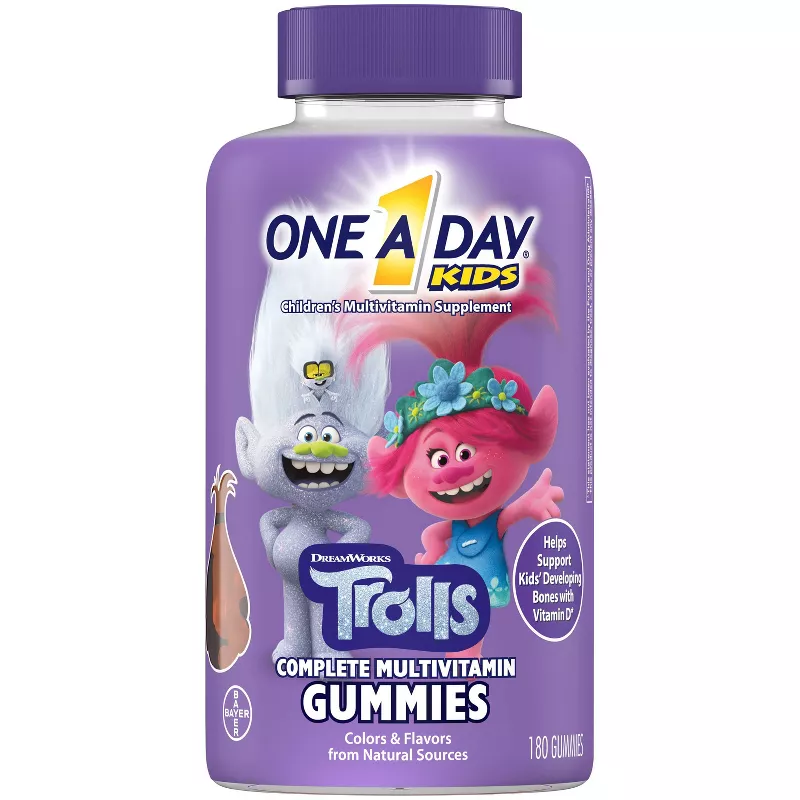 1
ONE A DAY®
KIDS
Children's Multivitamin Supplement
Helps
Support
Kids' Developing
Bones with
Vitamin D*
DREAMWORKS
Trolls
COMPLETE MULTIVITAMIN
GUMMIES
Colors & Flavors
from Natural Sources
BAYER
BAYER
180 GUMMIES